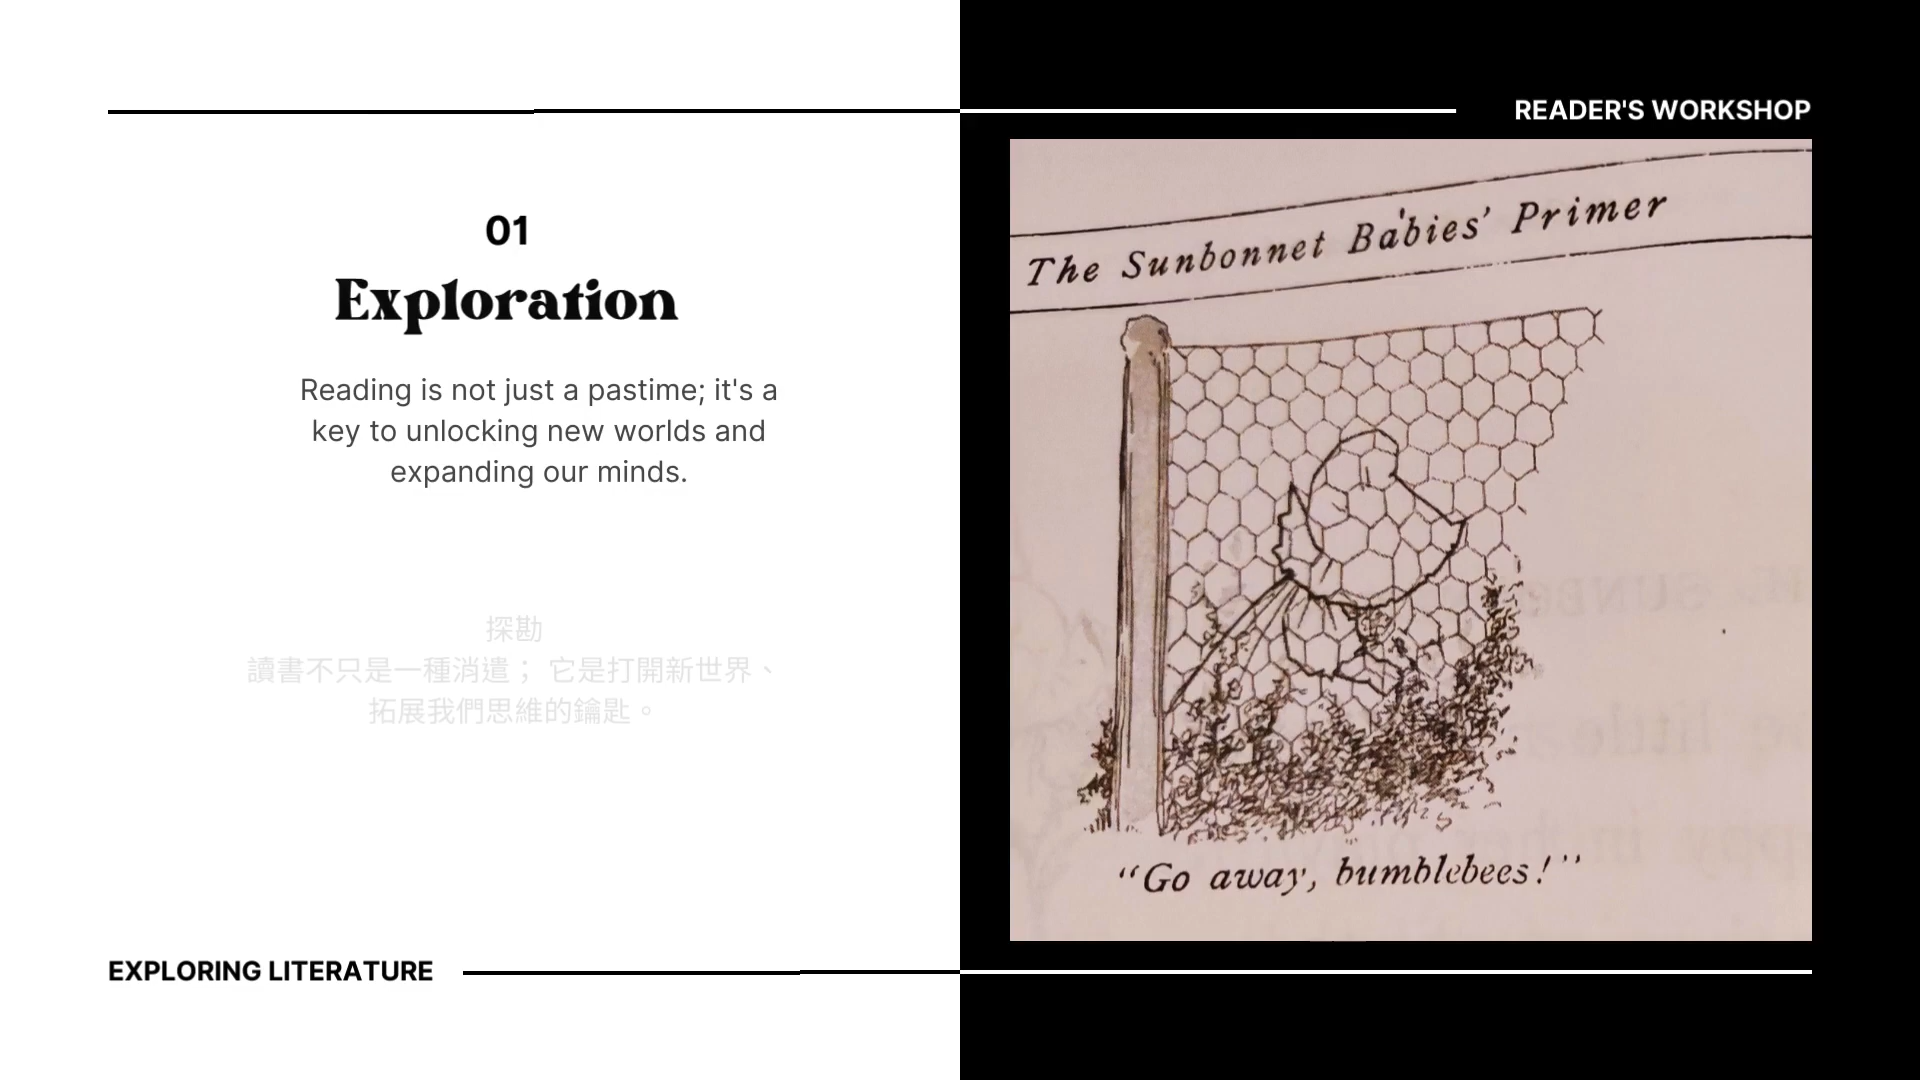 READER'S WORKSHOP
01
Exploration
Reading is not just a pastime; it's a
key to unlocking new worlds and
expanding our minds.
探勘
讀書不只是一種消遣； 它是打開新世界、
拓展我們思維的鑰匙。
EXPLORING LITERATURE
The Sunbonnet Babies' Primer
"Go away, bumblebees!"